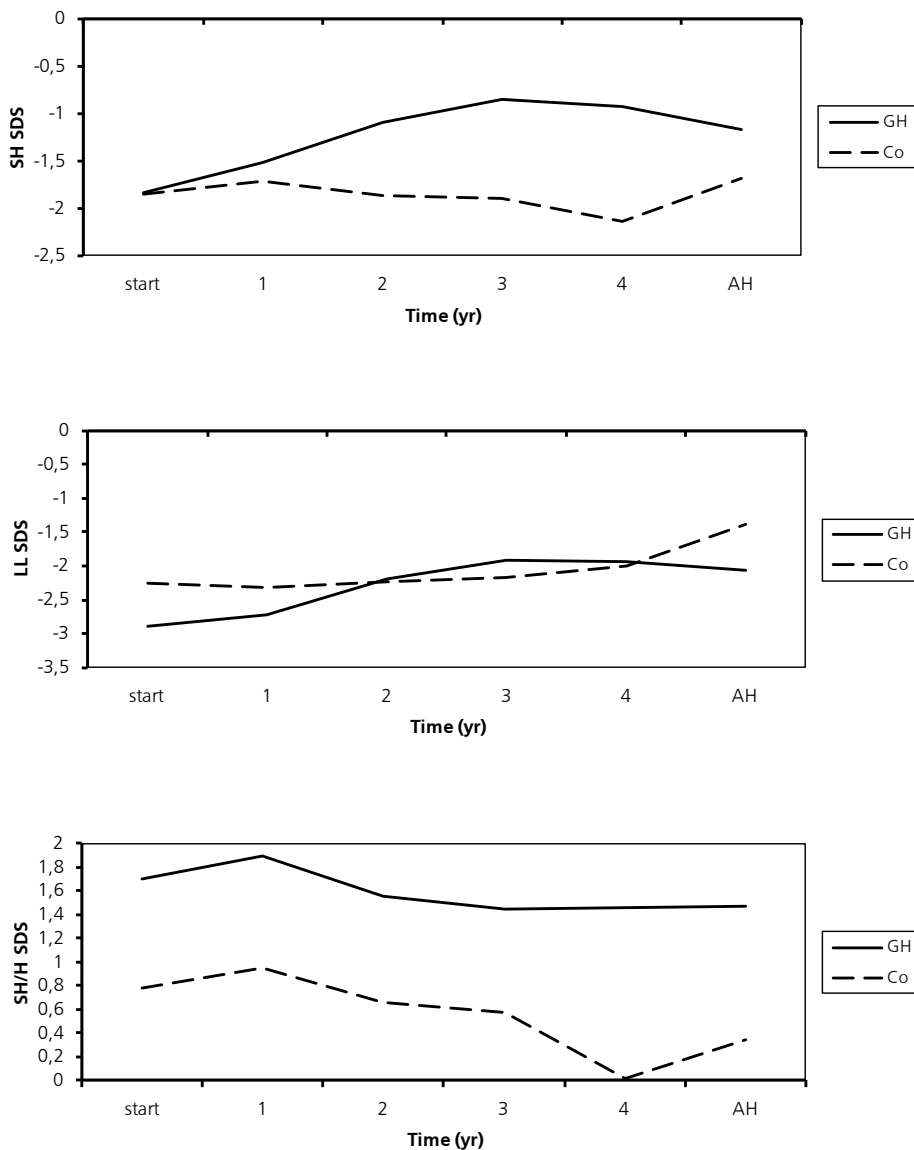 0
-0,5
-1
-1,5
-2
-2,5
SH SDS
start 1 2 3 4 AH
Time (yr)
GH
Co
0
-0,5
-1
-1,5
-2
-2,5
-3
-3,5
LL SDS
start 1 2 3 4 AH
Time (yr)
GH
Co
2
1,8
1,6
1,4
1,2
1
0,8
0,6
0,4
0,2
0
SH/H SDS
start 1 2 3 4 AH
Time (yr)
GH
Co